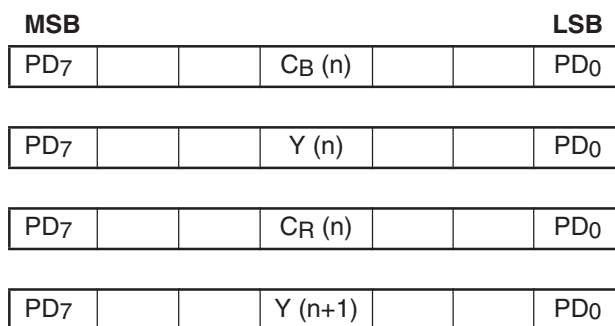 MSB LSB
PD7 CB (n) PD0
PD7 Y (n) PD0
PD7 CR (n) PD0
PD7 Y (n+1) PD0